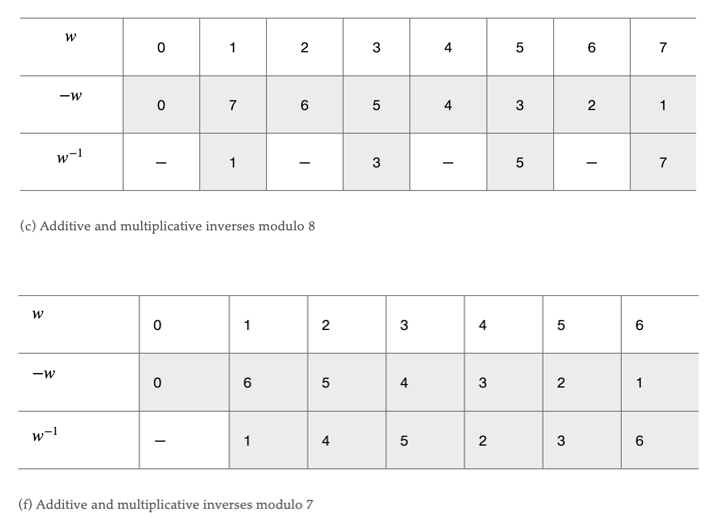 w 0 1 2 3 4 5 6 7
−w 0 7 6 5 4 3 2 1
w⁻¹ — 1 — 3 — 5 — 7
(c) Additive and multiplicative inverses modulo 8
w 0 1 2 3 4 5 6
−w 0 6 5 4 3 2 1
w⁻¹ — 1 4 5 2 3 6
(f) Additive and multiplicative inverses modulo 7